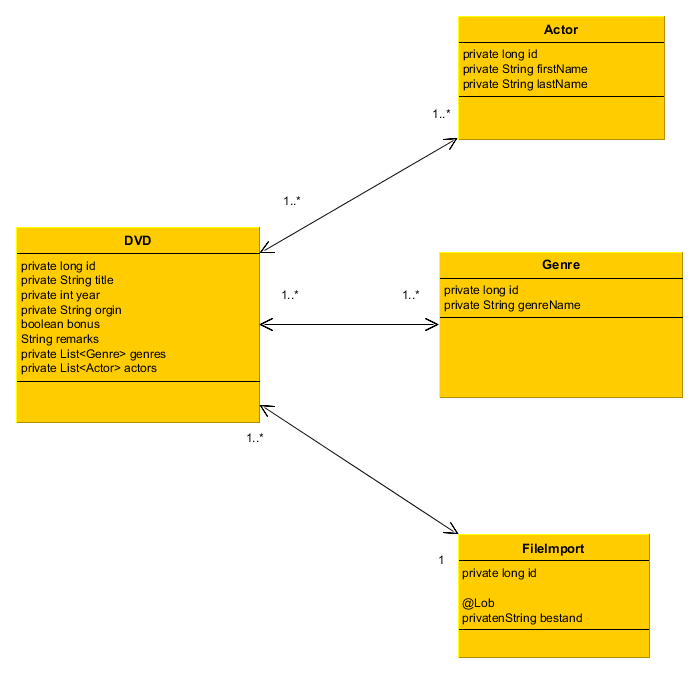 Actor
private long id
private String firstName
private String lastName
1..*
1..*
DVD
private long id
private String title
private int year
private String orgin
boolean bonus
String remarks
private List<Genre> genres
private List<Actor> actors
1..*
1..*
Genre
private long id
private String genreName
1..*
1
FileImport
private long id
@Lob
privatenString bestand